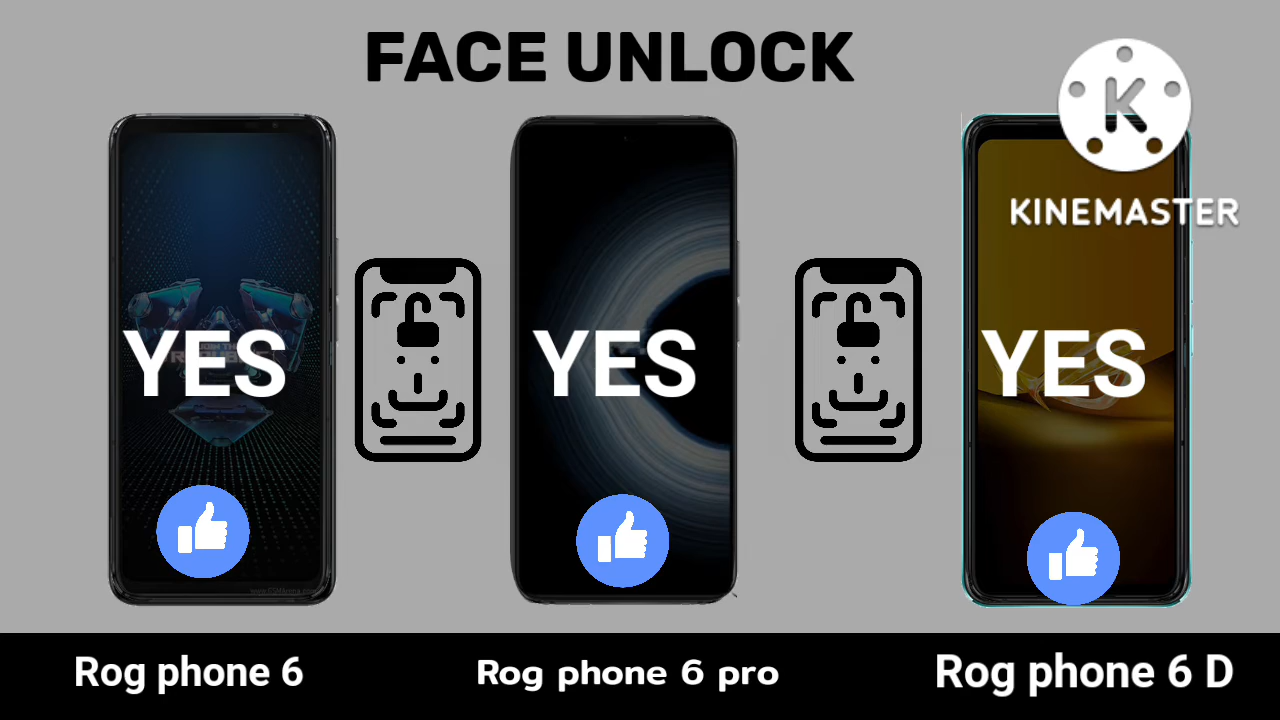 FACE UNLOCK
K
KINEMASTER
YES
YES
YES
Rog phone 6
Rog phone 6 pro
Rog phone 6 D